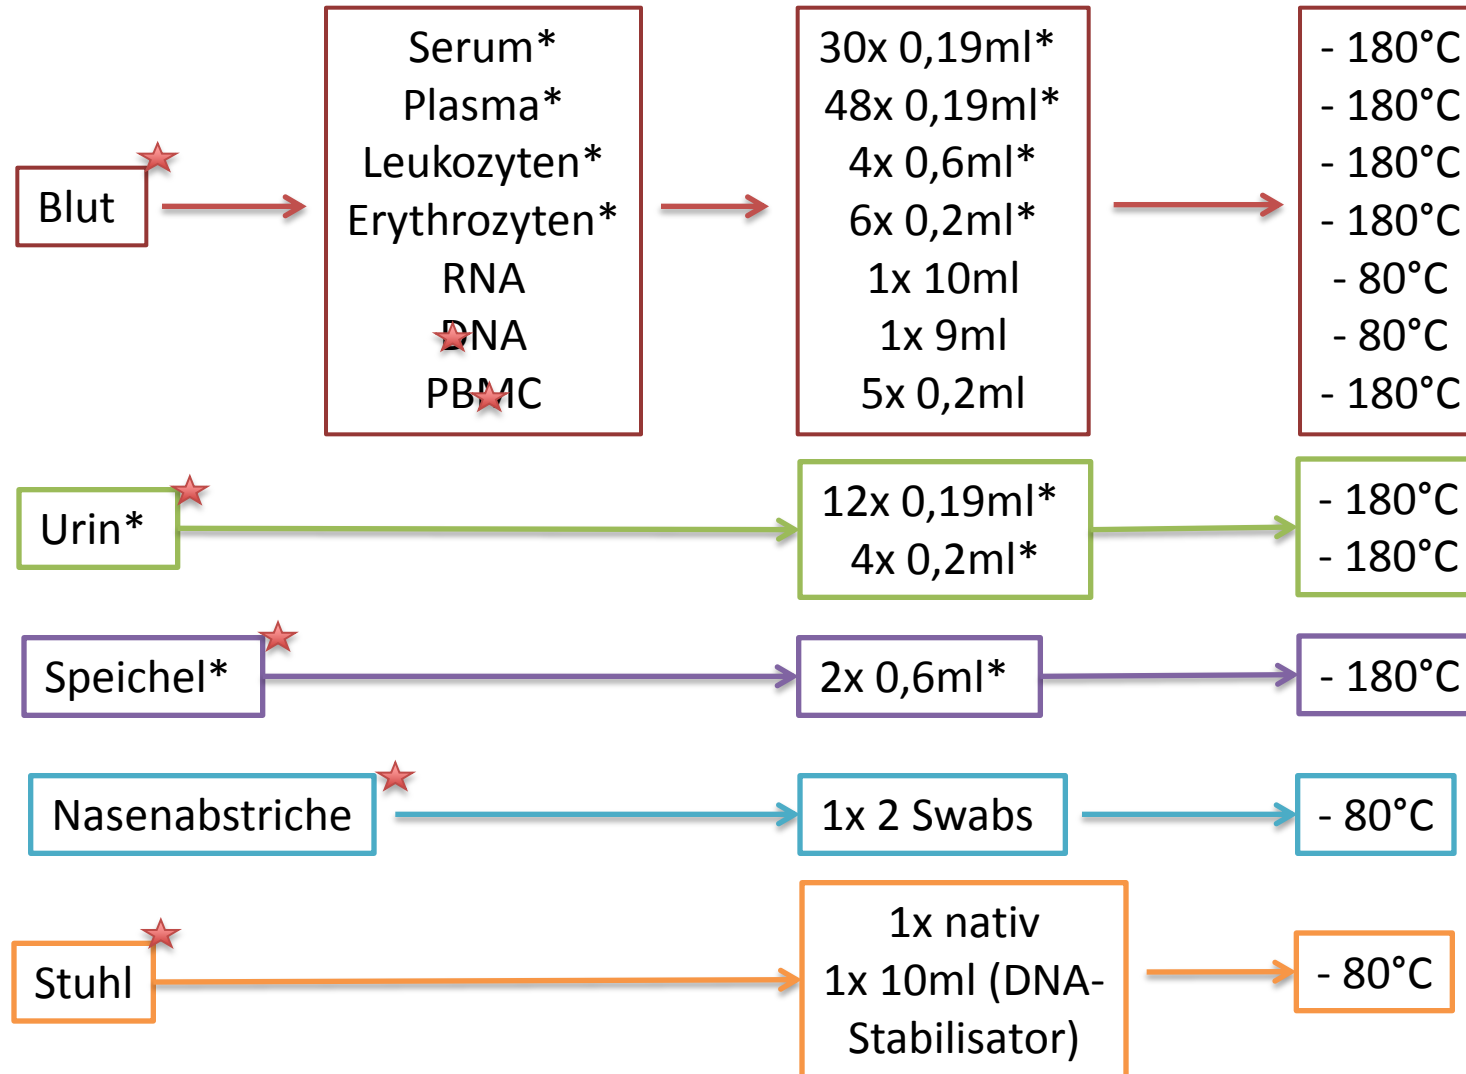 Blut
Serum*
Plasma*
Leukozyten*
Erythrozyten*
RNA
DNA
PBMC
30x 0,19ml*
48x 0,19ml*
4x 0,6ml*
6x 0,2ml*
1x 10ml
1x 9ml
5x 0,2ml
- 180°C
- 180°C
- 180°C
- 180°C
- 80°C
- 80°C
- 180°C
Urin*
12x 0,19ml*
4x 0,2ml*
- 180°C
- 180°C
Speichel*
2x 0,6ml*
- 180°C
Nasenabstriche
1x 2 Swabs
- 80°C
Stuhl
1x nativ
1x 10ml (DNA-
Stabilisator)
- 80°C